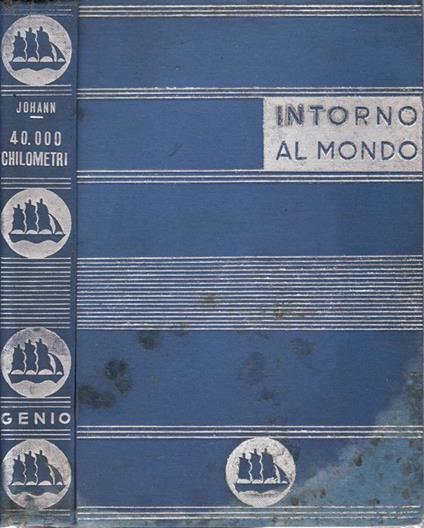 JOHANN
40.000
CHILOMETRI
GENIO
INTORNO
AL MONDO